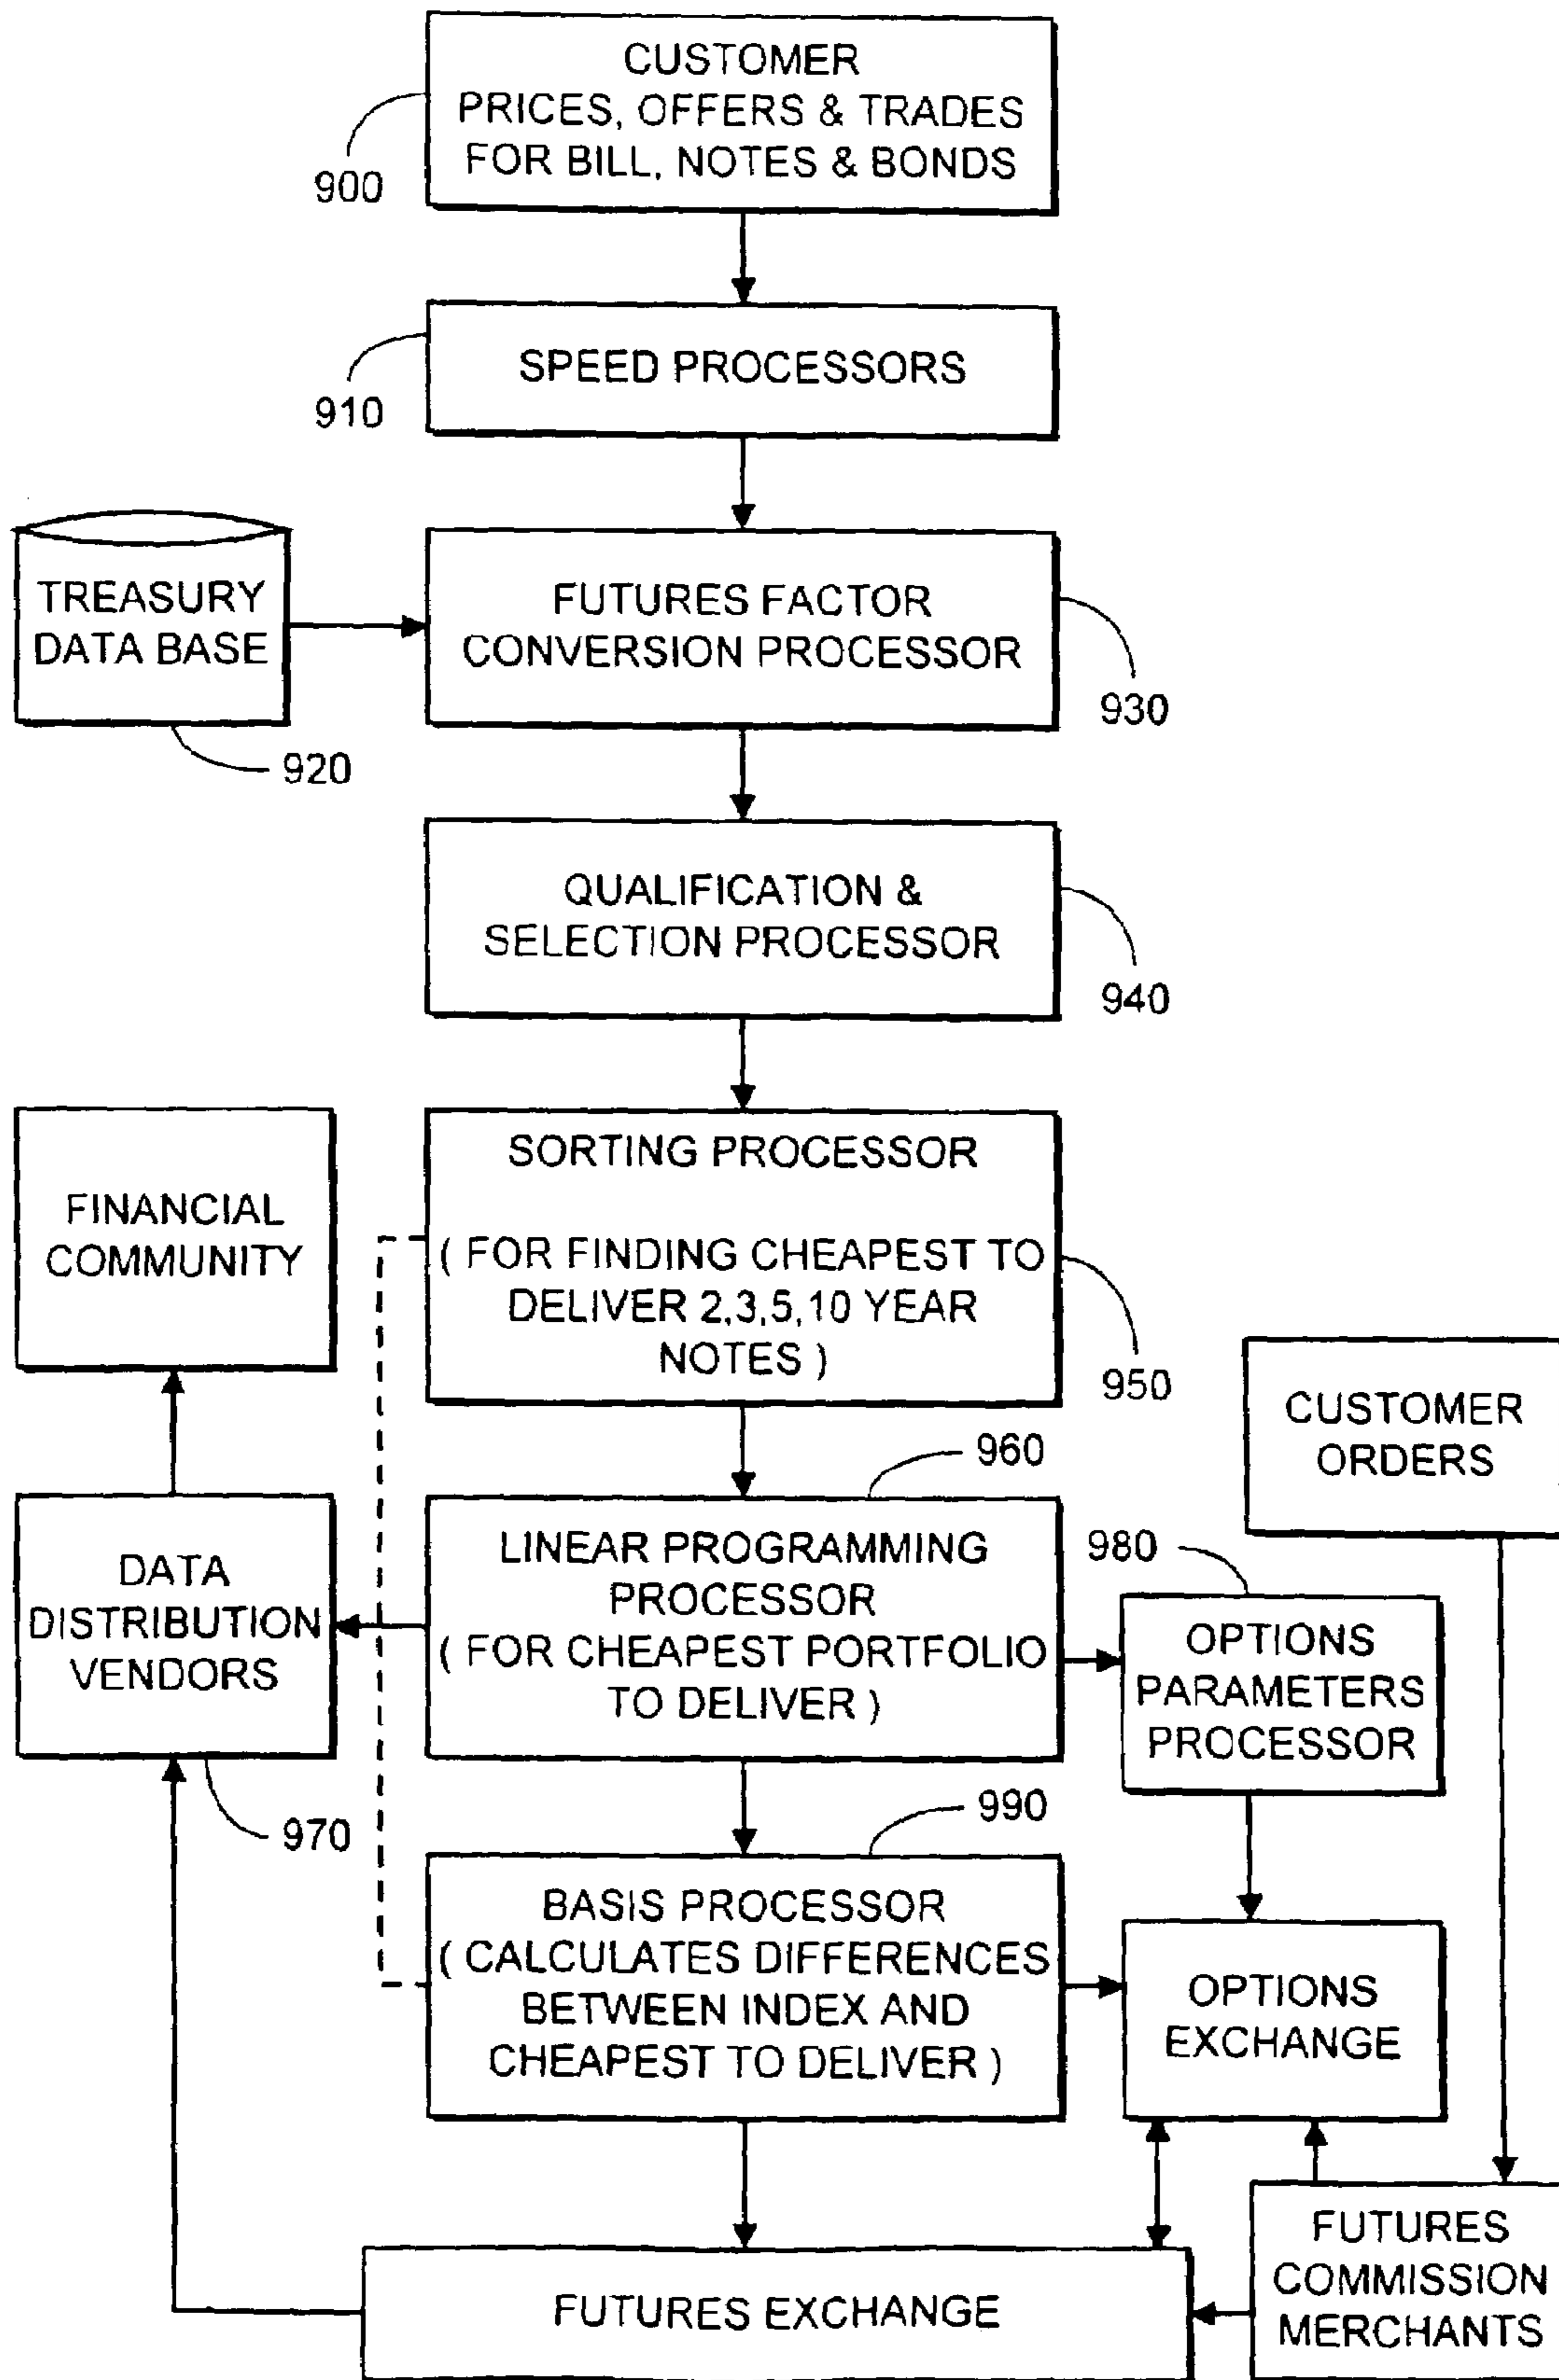 CUSTOMER
PRICES, OFFERS & TRADES
FOR BILL, NOTES & BONDS
900
SPEED PROCESSORS
910
TREASURY
DATA BASE
920
FUTURES FACTOR
CONVERSION PROCESSOR
930
QUALIFICATION &
SELECTION PROCESSOR
940
FINANCIAL
COMMUNITY
SORTING PROCESSOR
( FOR FINDING CHEAPEST TO
DELIVER 2,3,5,10 YEAR
NOTES )
950
CUSTOMER
ORDERS
960
DATA
DISTRIBUTION
VENDORS
970
LINEAR PROGRAMMING
PROCESSOR
( FOR CHEAPEST PORTFOLIO
TO DELIVER )
980
OPTIONS
PARAMETERS
PROCESSOR
990
BASIS PROCESSOR
( CALCULATES DIFFERENCES
BETWEEN INDEX AND
CHEAPEST TO DELIVER )
OPTIONS
EXCHANGE
FUTURES EXCHANGE
FUTURES
COMMISSION
MERCHANTS